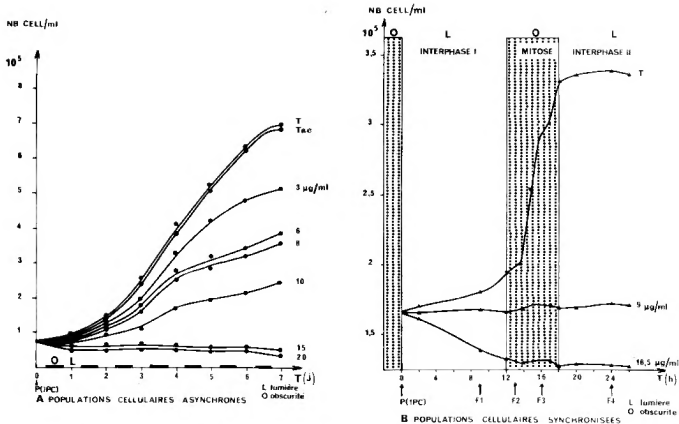 NB CELL/ml
10⁵
8
7
6
5
4
3
2
1
0
T
Tac
3 µg/ml
6
8
10
15
20
O L
0 1 2 3 4 5 6 7 T(j)
P(IPC)
L lumière
O obscurité
A POPULATIONS CELLULAIRES ASYNCHRONES
NB CELL/ml
10⁵
O L O L
INTERPHASE I MITOSE INTERPHASE II
3,5
3
2,5
2
1,5
T
9 µg/ml
16,5 µg/ml
0 4 8 12 16 20 24 T(h)
P(IPC) F1 F2 F3 F4
L lumiere
O obscurité
B POPULATIONS CELLULAIRES SYNCHRONISEES